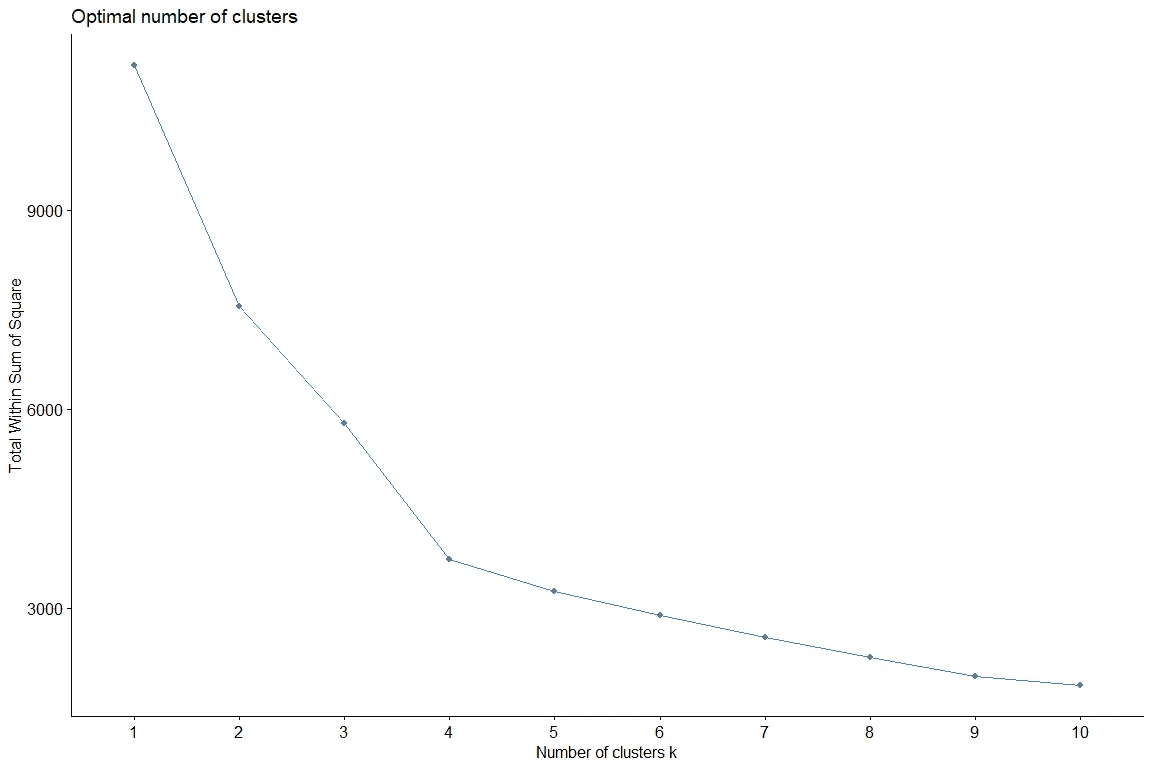 Optimal number of clusters
Total Within Sum of Square
9000
6000
3000
1 2 3 4 5 6 7 8 9 10
Number of clusters k